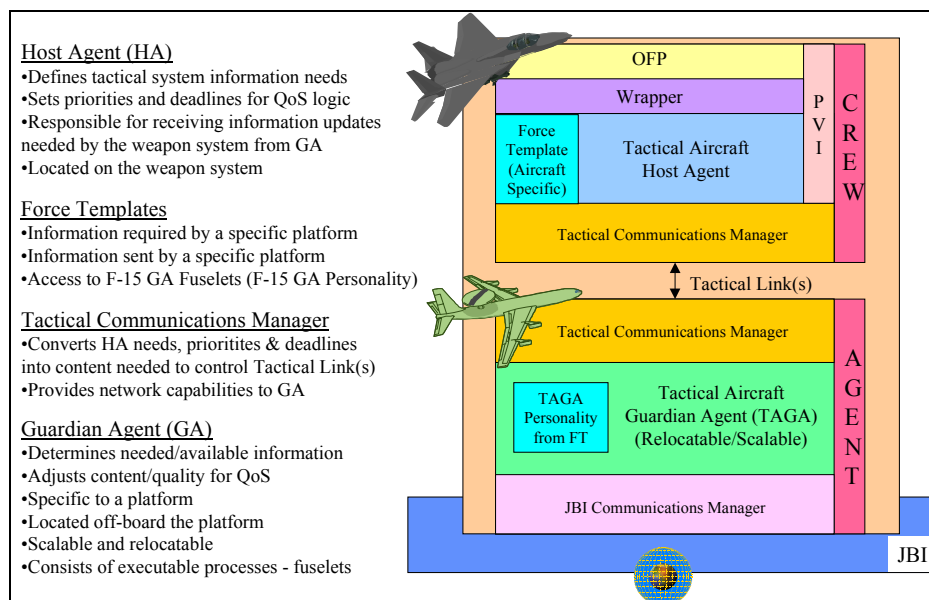 Host Agent (HA)
•Defines tactical system information needs
•Sets priorities and deadlines for QoS logic
•Responsible for receiving information updates
needed by the weapon system from GA
•Located on the weapon system
Force Templates
•Information required by a specific platform
•Information sent by a specific platform
•Access to F-15 GA Fuselets (F-15 GA Personality)
Tactical Communications Manager
•Converts HA needs, prioritites & deadlines
into content needed to control Tactical Link(s)
•Provides network capabilities to GA
Guardian Agent (GA)
•Determines needed/available information
•Adjusts content/quality for QoS
•Specific to a platform
•Located off-board the platform
•Scalable and relocatable
•Consists of executable processes - fuselets
OFP
Wrapper
Force
Template
(Aircraft
Specific)
Tactical Aircraft
Host Agent
PVI
CREW
Tactical Communications Manager
Tactical Link(s)
Tactical Communications Manager
TAGA
Personality
from FT
Tactical Aircraft
Guardian Agent (TAGA)
(Relocatable/Scalable)
AGENT
JBI Communications Manager
JBI